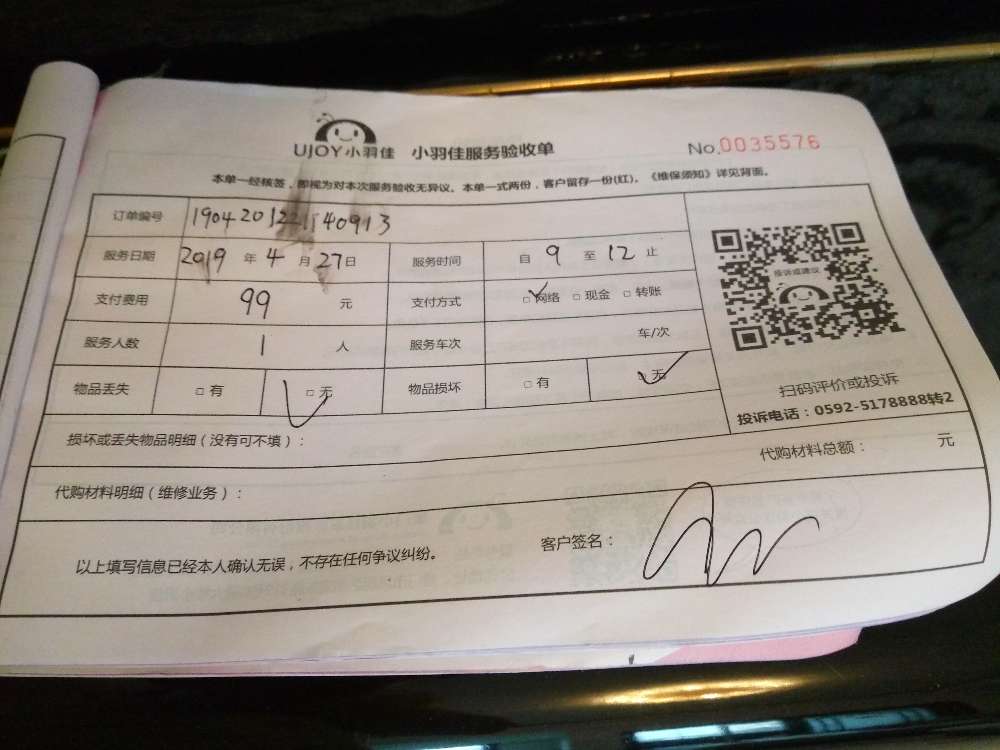 UJOY小羽佳 小羽佳服务验收单 No.0035576
本单一经核签，即视为对本次服务验收无异议。本单一式两份，客户留存一份(红)。《维保须知》详见背面。
订单编号
服务日期 2019 年 4 月 27 日 服务时间 自 9 至 12 止
支付费用 99 元 支付方式 □网络 □现金 □转账
服务人数 1 人 服务车次 车/次
物品丢失 □有 □无 物品损坏 □有 □无
投诉或建议
扫码评价或投诉
投诉电话：0592-5178888转2
损坏或丢失物品明细（没有可不填）：
代购材料明细（维修业务）： 代购材料总额： 元
以上填写信息已经本人确认无误，不存在任何争议纠纷。 客户签名：